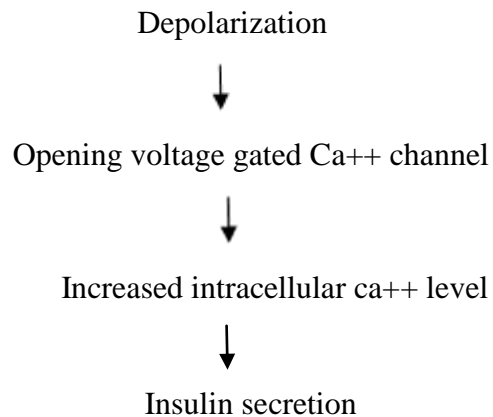 Depolarization
Opening voltage gated Ca++ channel
Increased intracellular ca++ level
Insulin secretion